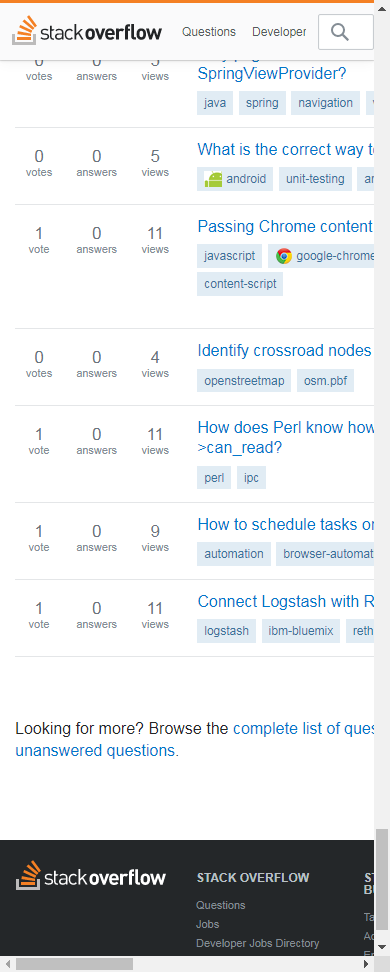 stack overflow Questions Developer
0 0 5
votes answers views
SpringViewProvider?
java spring navigation
0 0 5 What is the correct way t
votes answers views
android unit-testing
1 0 11 Passing Chrome content
vote answers views
javascript google-chrome
content-script
0 0 4 Identify crossroad nodes
votes answers views
openstreetmap osm.pbf
1 0 11 How does Perl know how
vote answers views
>can_read?
perl ipc
1 0 9 How to schedule tasks o
vote answers views
automation browser-automat
1 0 11 Connect Logstash with R
vote answers views
logstash ibm-bluemix reth
Looking for more? Browse the complete list of ques
unanswered questions.
stack overflow STACK OVERFLOW
Questions
Jobs
Developer Jobs Directory